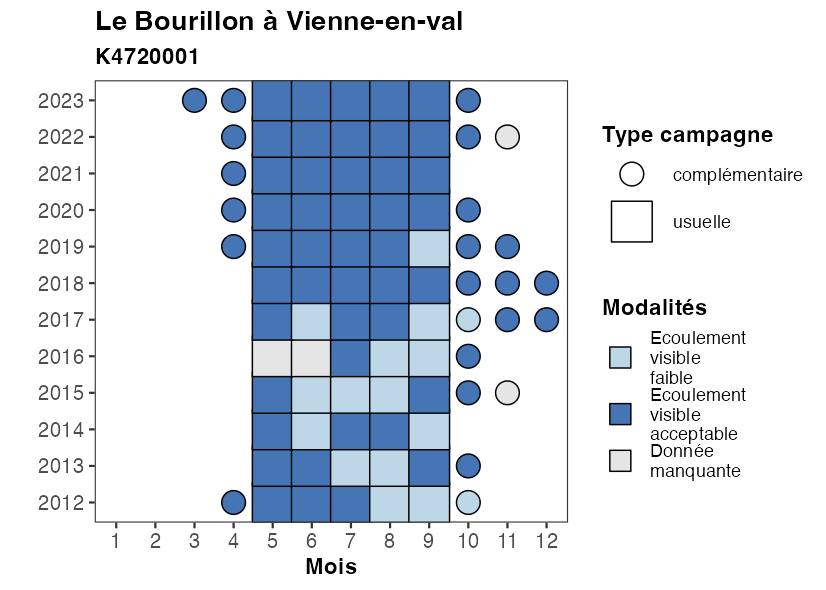 Le Bourillon à Vienne-en-val
K4720001
2023
2022
2021
2020
2019
2018
2017
2016
2015
2014
2013
2012
1 2 3 4 5 6 7 8 9 10 11 12
Mois
Type campagne
complémentaire
usuelle
Modalités
Ecoulement
visible
faible
Ecoulement
visible
acceptable
Donnée
manquante